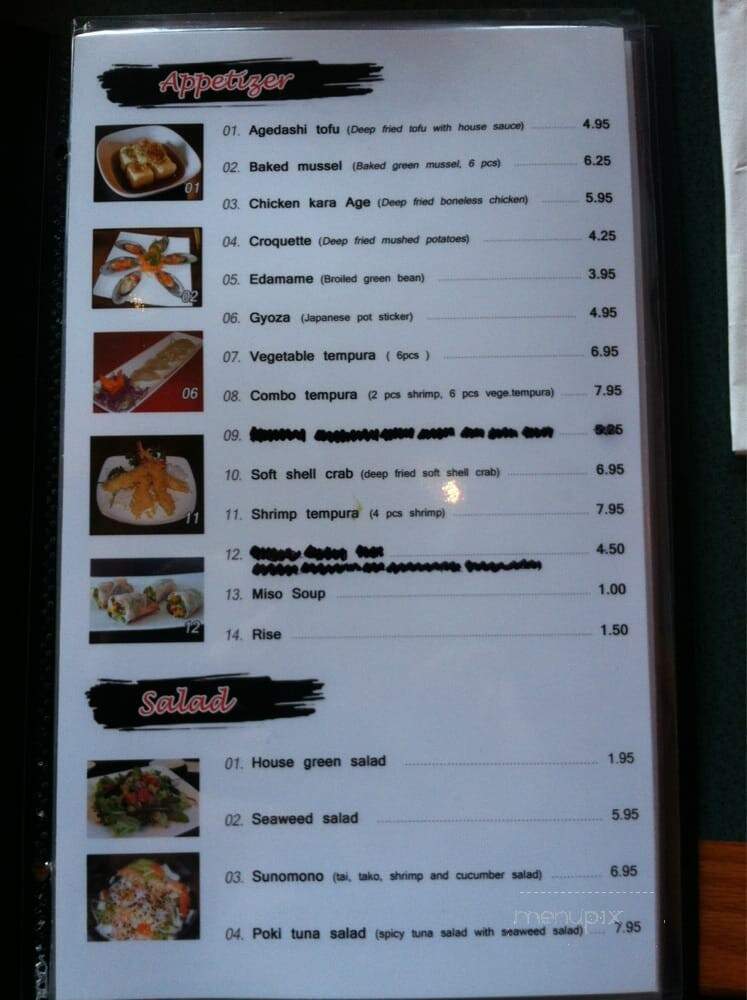 Appetizer
01. Agedashi tofu (Deep fried tofu with house sauce) 4.95
02. Baked mussel (Baked green mussel, 6 pcs) 6.25
03. Chicken kara Age (Deep fried boneless chicken) 5.95
04. Croquette (Deep fried mushed potatoes) 4.25
05. Edamame (Broiled green bean) 3.95
06. Gyoza (Japanese pot sticker) 4.95
07. Vegetable tempura ( 6pcs ) 6.95
08. Combo tempura (2 pcs shrimp, 6 pcs vege.tempura) 7.95
09.
10. Soft shell crab (deep fried soft shell crab) 6.95
11. Shrimp tempura (4 pcs shrimp) 7.95
12. 4.50
13. Miso Soup 1.00
14. Rise 1.50
01
02
06
11
12
Salad
01. House green salad 1.95
02. Seaweed salad 5.95
03. Sunomono (tai, tako, shrimp and cucumber salad) 6.95
04. Poki tuna salad (spicy tuna salad with seaweed salad) 7.95
menupix